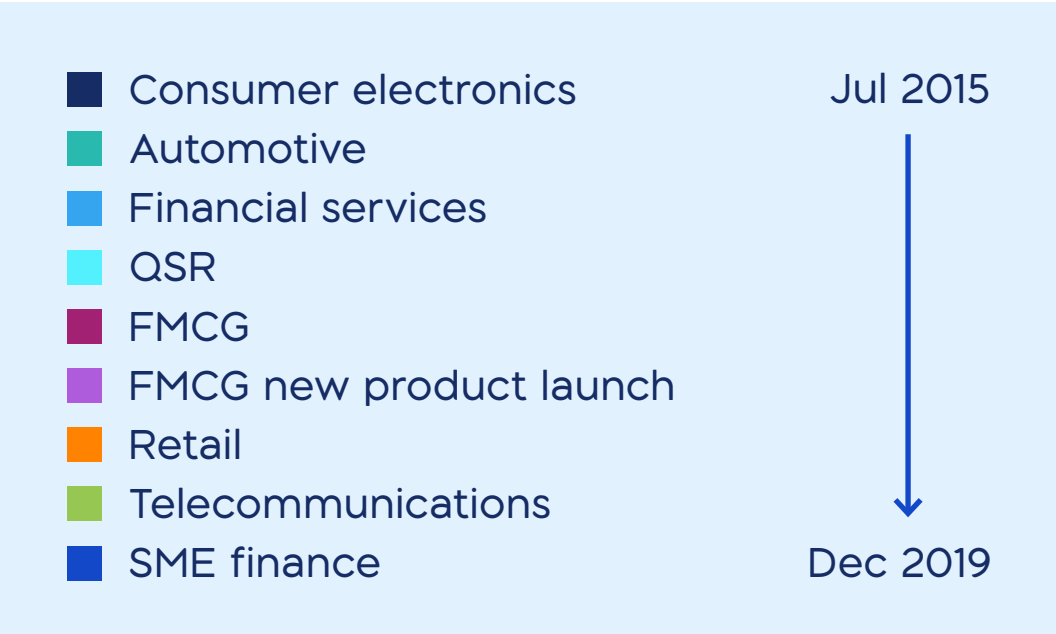 Consumer electronics
Automotive
Financial services
QSR
FMCG
FMCG new product launch
Retail
Telecommunications
SME finance
Jul 2015
Dec 2019